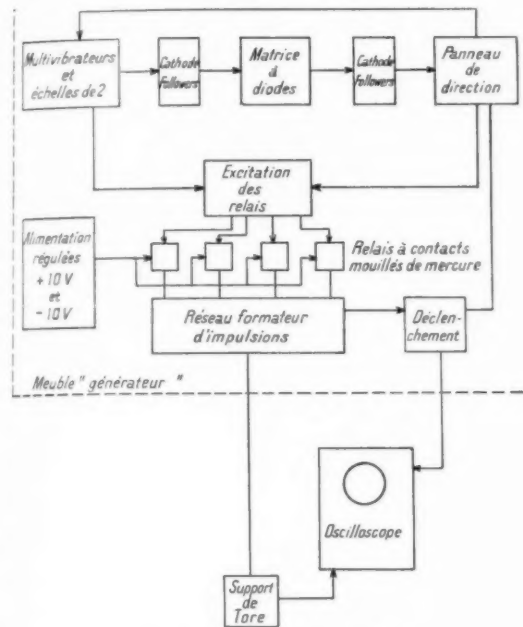 Multivibrateurs
et
échelles de 2
Cathode
Followers
Matrice
à
diodes
Cathode
Followers
Panneau
de
direction
Excitation
des
relais
Alimentation
régulées
+ 10 V
et
- 10 V
Relais à contacts
mouillés de mercure
Réseau formateur
d'impulsions
Déclen-
chement
Meuble " générateur "
Oscilloscope
Support
de
Tore